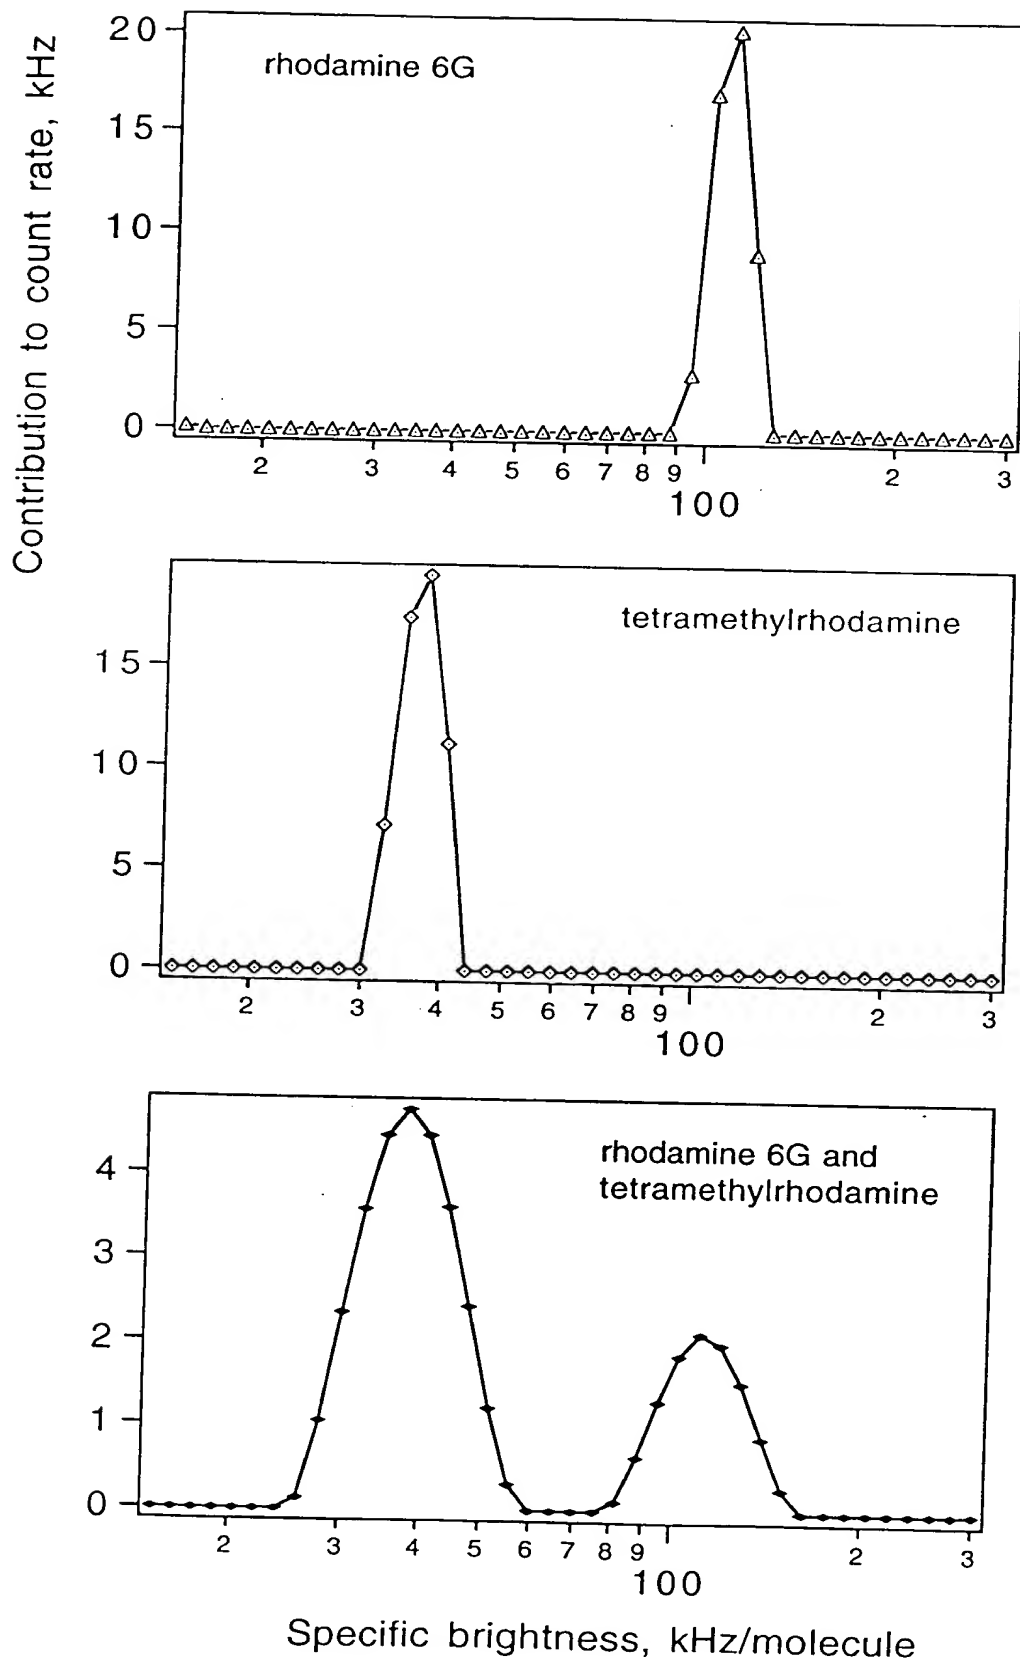 Contribution to count rate, kHz
20
15
10
5
0
rhodamine 6G
2 3 4 5 6 7 8 9 100 2 3
15
10
5
0
tetramethylrhodamine
2 3 4 5 6 7 8 9 100 2 3
4
3
2
1
0
rhodamine 6G and
tetramethylrhodamine
2 3 4 5 6 7 8 9 100 2 3
Specific brightness, kHz/molecule